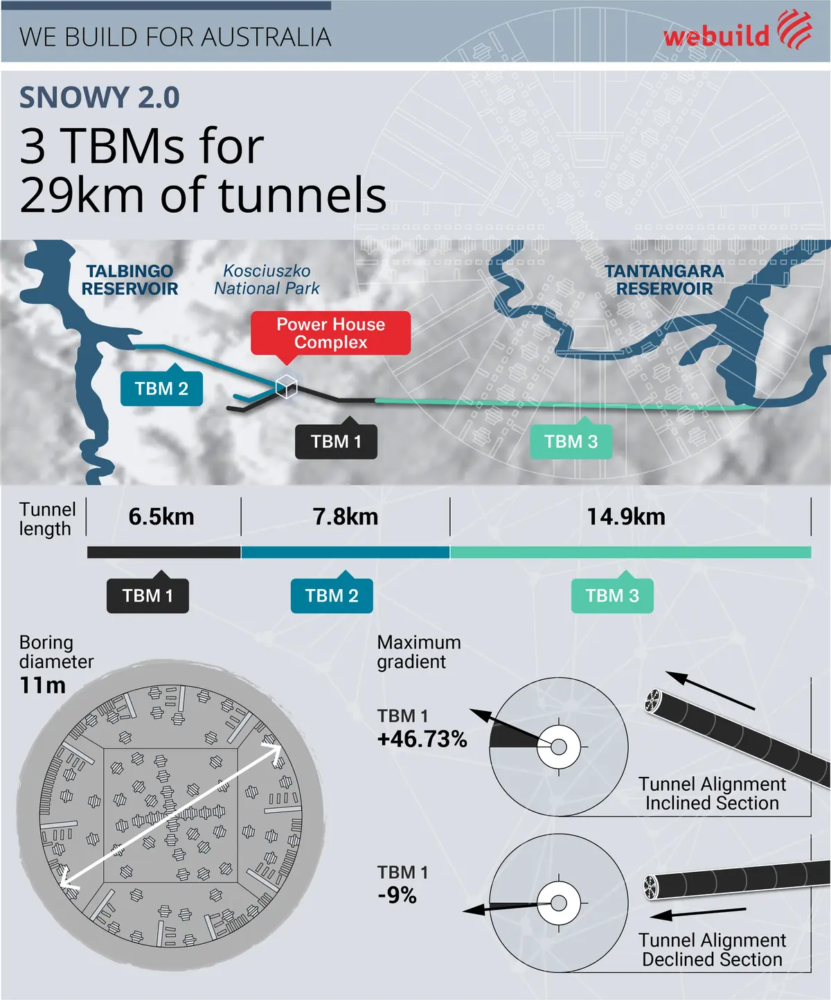 WE BUILD FOR AUSTRALIA
webuild
SNOWY 2.0
3 TBMs for
29km of tunnels
TALBINGO
RESERVOIR
Kosciuszko
National Park
TANTANGARA
RESERVOIR
Power House
Complex
TBM 2
TBM 1
TBM 3
Tunnel
length
6.5km
7.8km
14.9km
TBM 1
TBM 2
TBM 3
Boring
diameter
11m
Maximum
gradient
TBM 1
+46.73%
Tunnel Alignment
Inclined Section
TBM 1
-9%
Tunnel Alignment
Declined Section